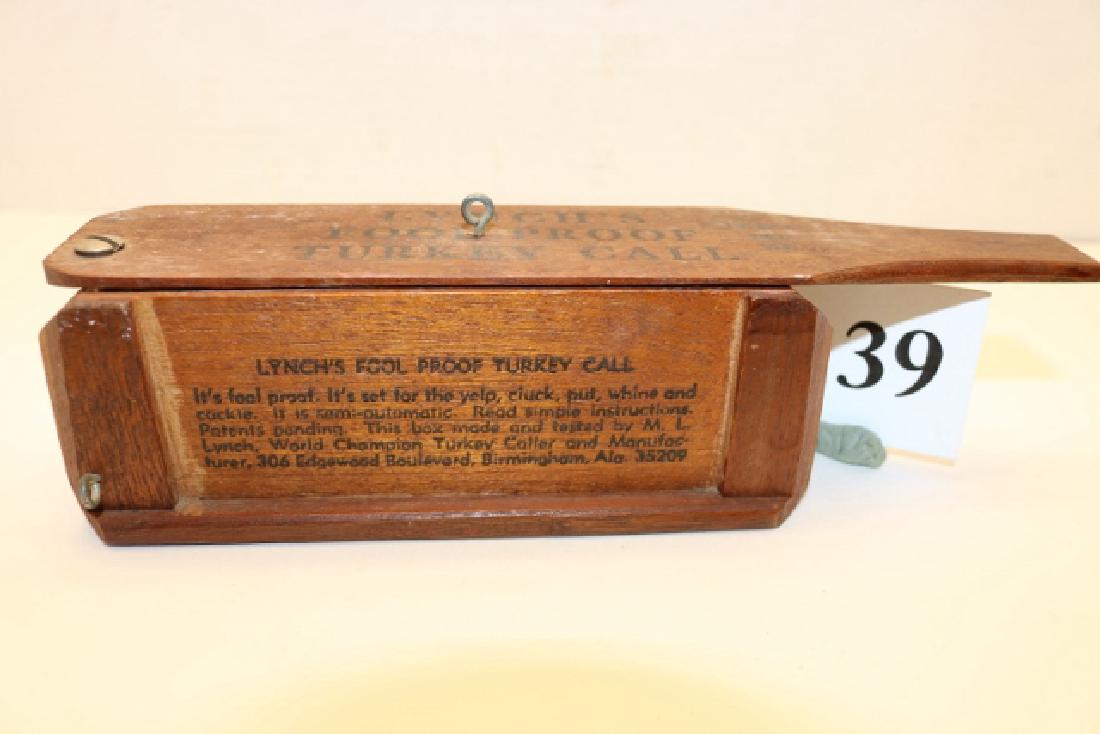 LYNCH'S
FOOL PROOF
TURKEY CALL
LYNCH'S FOOL PROOF TURKEY CALL
It's fool proof. It's set for the yelp, cluck, put, whine and
cackle. It is semi-automatic. Read simple instructions.
Patents pending. This box made and tested by M. L.
Lynch, World Champion Turkey Caller and Manufac-
turer, 306 Edgewood Boulevard, Birmingham, Ala. 35209
39